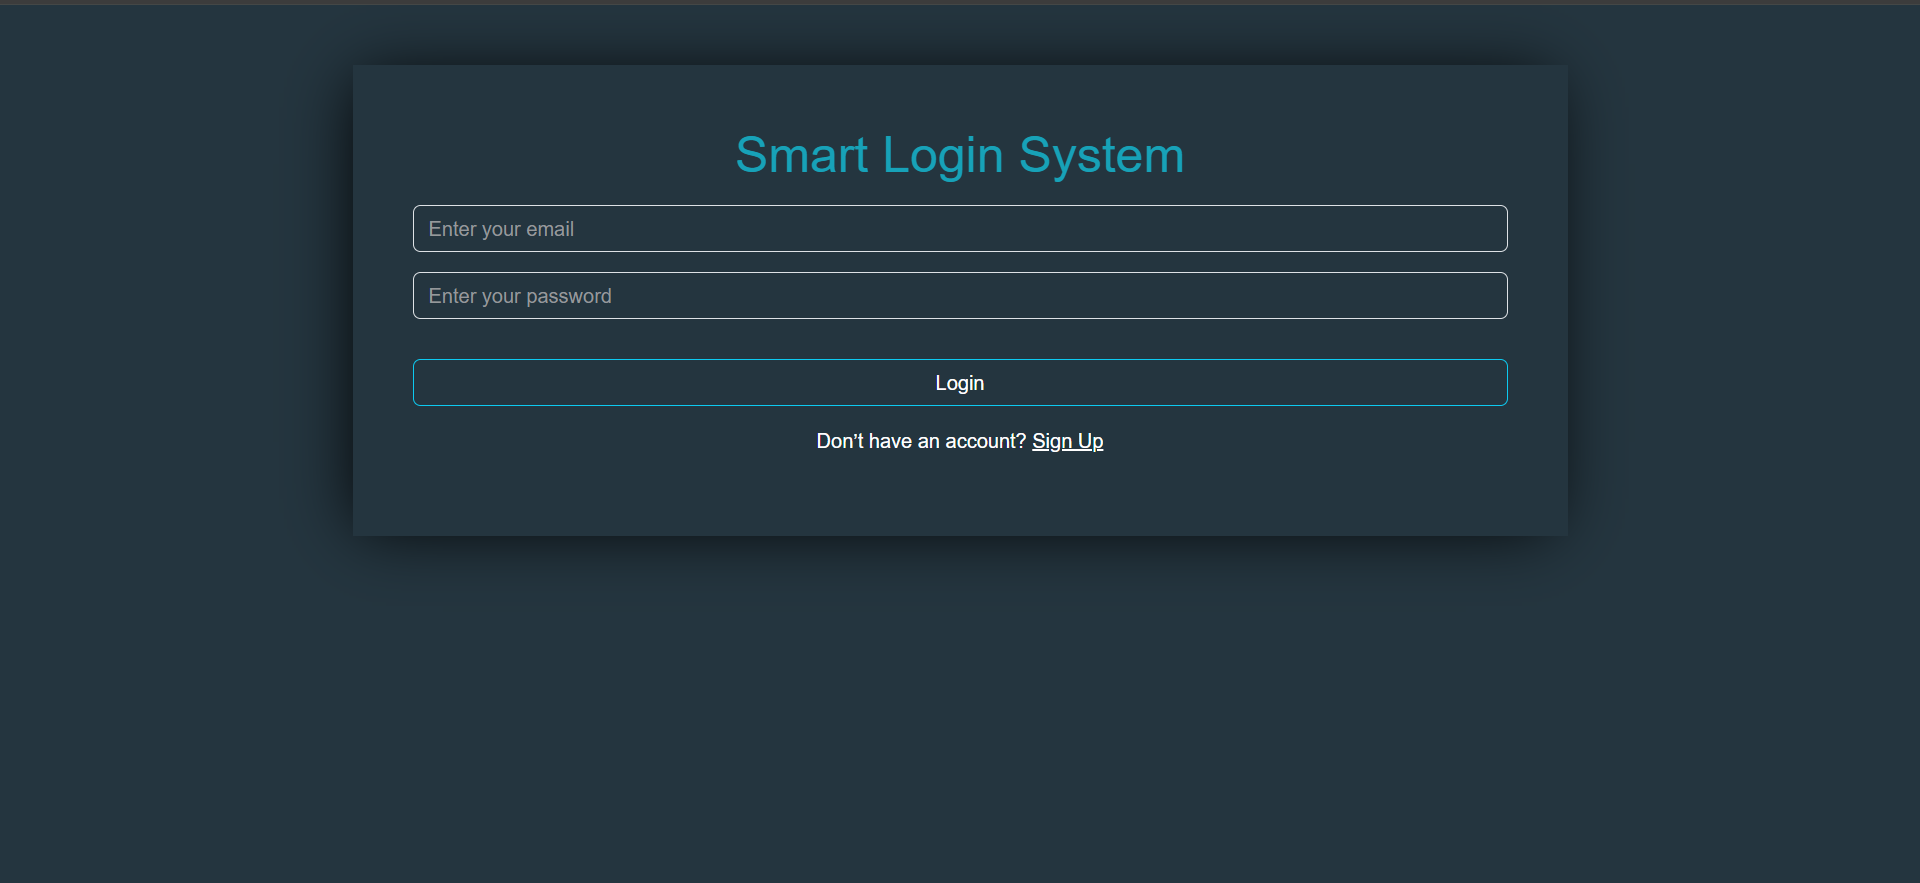 Smart Login System
Enter your email
Enter your password
Login
Don’t have an account? Sign Up